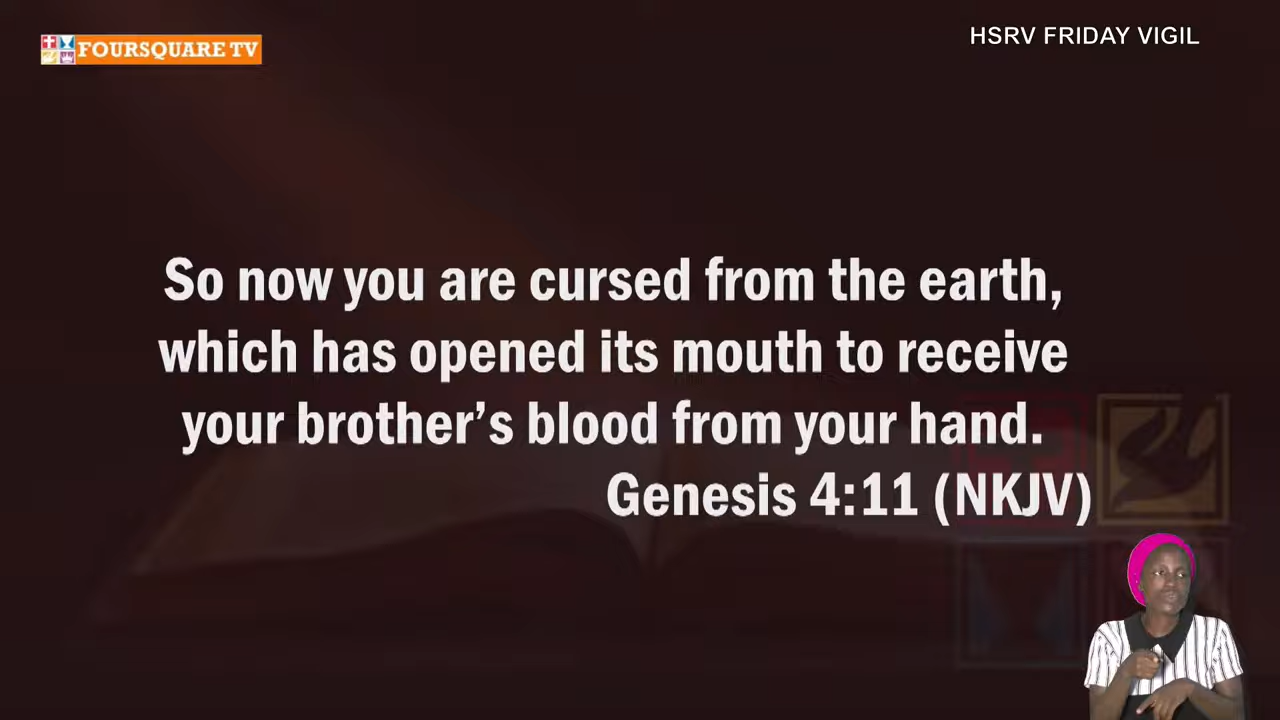 FOURSQUARE TV
HSRV FRIDAY VIGIL
So now you are cursed from the earth,
which has opened its mouth to receive
your brother’s blood from your hand.
Genesis 4:11 (NKJV)